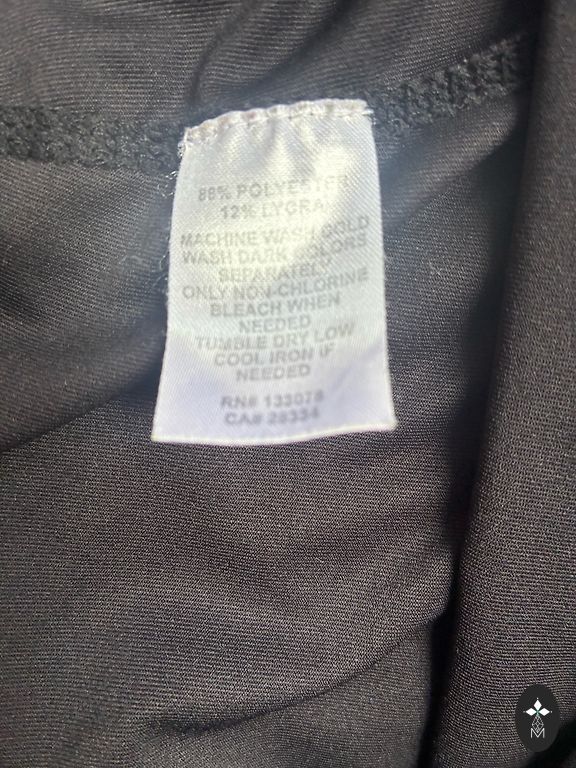 88% POLYESTER
12% LYCRA
MACHINE WASH COLD
WASH DARK COLORS
SEPARATELY
ONLY NON-CHLORINE
BLEACH WHEN
NEEDED
TUMBLE DRY LOW
COOL IRON IF
NEEDED
RN# 133078
CA# 28334